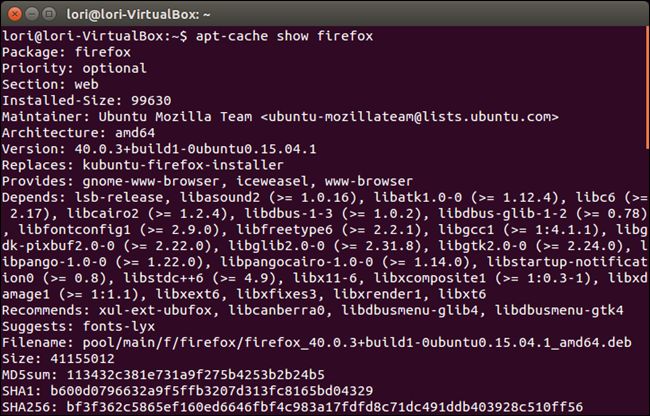 lori@lori-VirtualBox: ~
lori@lori-VirtualBox:~$ apt-cache show firefox
Package: firefox
Priority: optional
Section: web
Installed-Size: 99630
Maintainer: Ubuntu Mozilla Team <ubuntu-mozillateam@lists.ubuntu.com>
Architecture: amd64
Version: 40.0.3+build1-0ubuntu0.15.04.1
Replaces: kubuntu-firefox-installer
Provides: gnome-www-browser, iceweasel, www-browser
Depends: lsb-release, libasound2 (>= 1.0.16), libatk1.0-0 (>= 1.12.4), libc6 (>=
 2.17), libcairo2 (>= 1.2.4), libdbus-1-3 (>= 1.0.2), libdbus-glib-1-2 (>= 0.78)
, libfontconfig1 (>= 2.9.0), libfreetype6 (>= 2.2.1), libgcc1 (>= 1:4.1.1), libg
dk-pixbuf2.0-0 (>= 2.22.0), libglib2.0-0 (>= 2.31.8), libgtk2.0-0 (>= 2.24.0), l
ibpango-1.0-0 (>= 1.22.0), libpangocairo-1.0-0 (>= 1.14.0), libstartup-notificat
ion0 (>= 0.8), libstdc++6 (>= 4.9), libx11-6, libxcomposite1 (>= 1:0.3-1), libxd
amage1 (>= 1:1.1), libxext6, libxfixes3, libxrender1, libxt6
Recommends: xul-ext-ubufox, libcanberra0, libdbusmenu-glib4, libdbusmenu-gtk4
Suggests: fonts-lyx
Filename: pool/main/f/firefox/firefox_40.0.3+build1-0ubuntu0.15.04.1_amd64.deb
Size: 41155012
MD5sum: 113432c381e731a9f275b4253b2b24b5
SHA1: b600d0796632a9f5ffb3207d313fc8165bd04329
SHA256: bf3f362c5865ef160ed6646fbf4c983a17fdfd8c71dc491ddb403928c510ff56